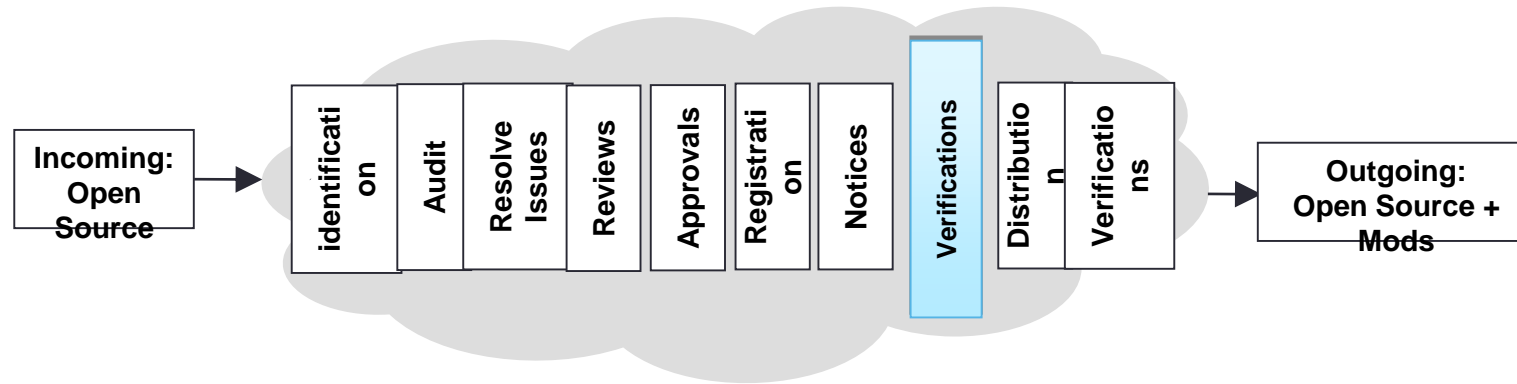 Incoming:
Open
Source
identificati
on
Audit
Resolve
Issues
Reviews
Approvals
Registrati
on
Notices
Verifications
Distributio
n
Verificatio
ns
Outgoing:
Open Source +
Mods